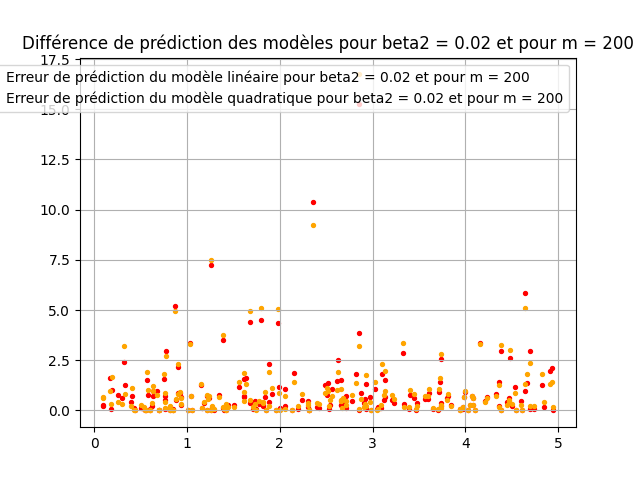 Différence de prédiction des modèles pour beta2 = 0.02 et pour m = 200
17.5
Erreur de prédiction du modèle linéaire pour beta2 = 0.02 et pour m = 200
Erreur de prédiction du modèle quadratique pour beta2 = 0.02 et pour m = 200
15.0
12.5
10.0
7.5
5.0
2.5
0.0
0 1 2 3 4 5